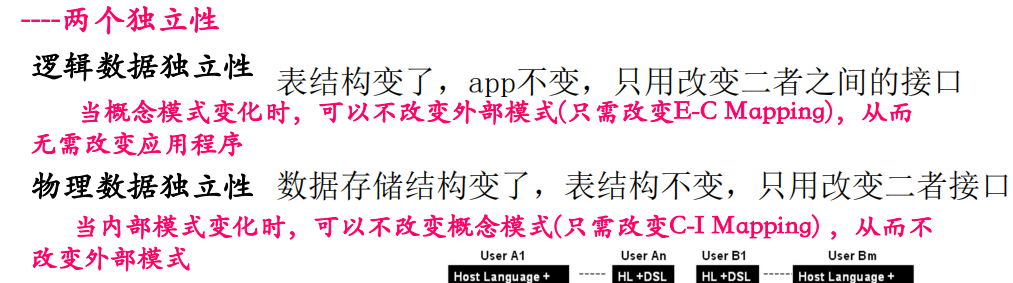 ----两个独立性
逻辑数据独立性 表结构变了，app不变，只用改变二者之间的接口
当概念模式变化时，可以不改变外部模式(只需改变E-C Mapping)，从而
无需改变应用程序
物理数据独立性 数据存储结构变了，表结构不变，只用改变二者接口
当内部模式变化时，可以不改变概念模式(只需改变C-I Mapping) ，从而不
改变外部模式
User A1 User An User B1 User Bm
Host Language + ----- HL +DSL HL +DSL ----- Host Language +